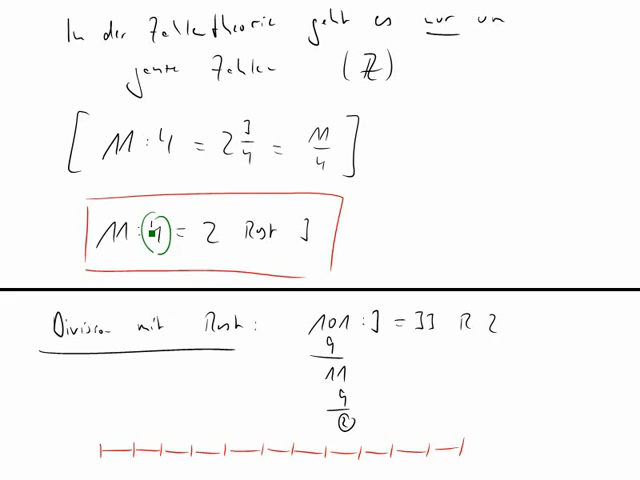 In der Zahlentheorie geht es nur um
ganze Zahlen (ℤ)
[ 11 : 4 = 2 3/4 = 11/4 ]
11 : 4 = 2 Rest 3
Division mit Rest: 101 : 3 = 33 R 2
9
11
9
2